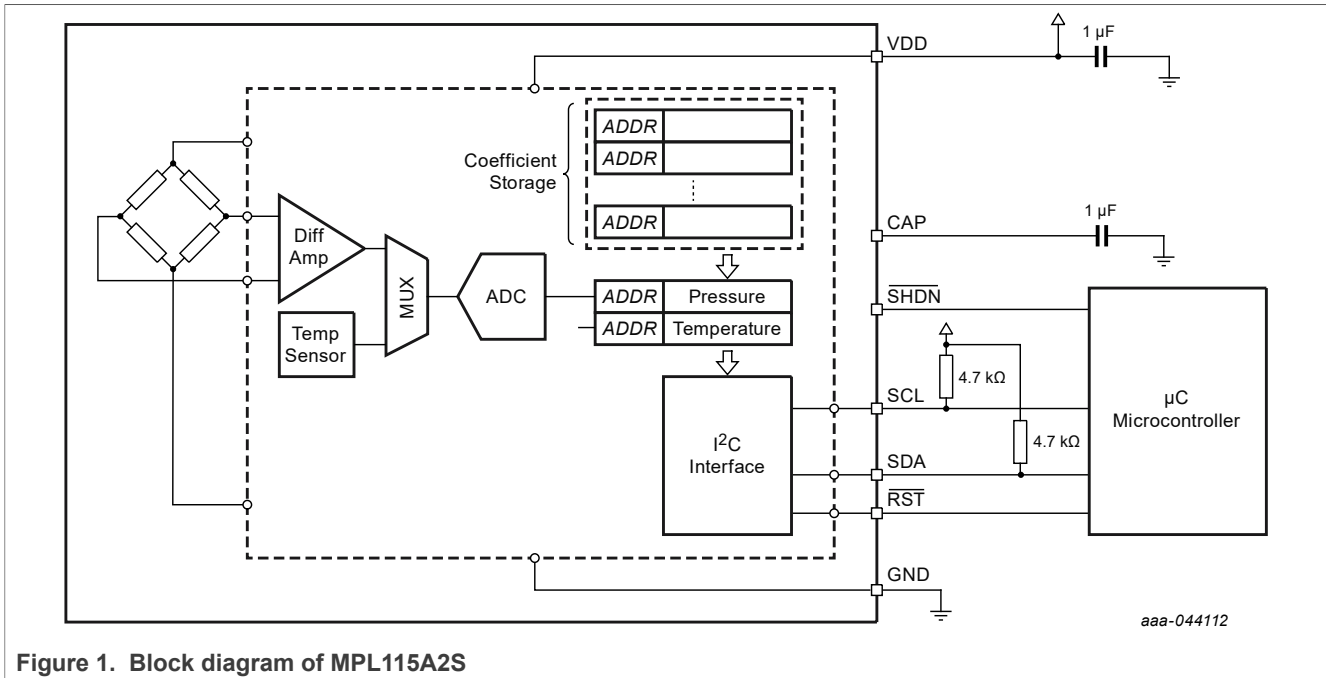 VDD
1 µF
ADDR
ADDR
Coefficient
Storage
ADDR
CAP
1 µF
Diff
Amp
MUX
ADC
ADDR Pressure
SHDN
ADDR Temperature
Temp
Sensor
4.7 kΩ
SCL
µC
Microcontroller
4.7 kΩ
I²C
Interface
SDA
RST
GND
aaa-044112
Figure 1. Block diagram of MPL115A2S